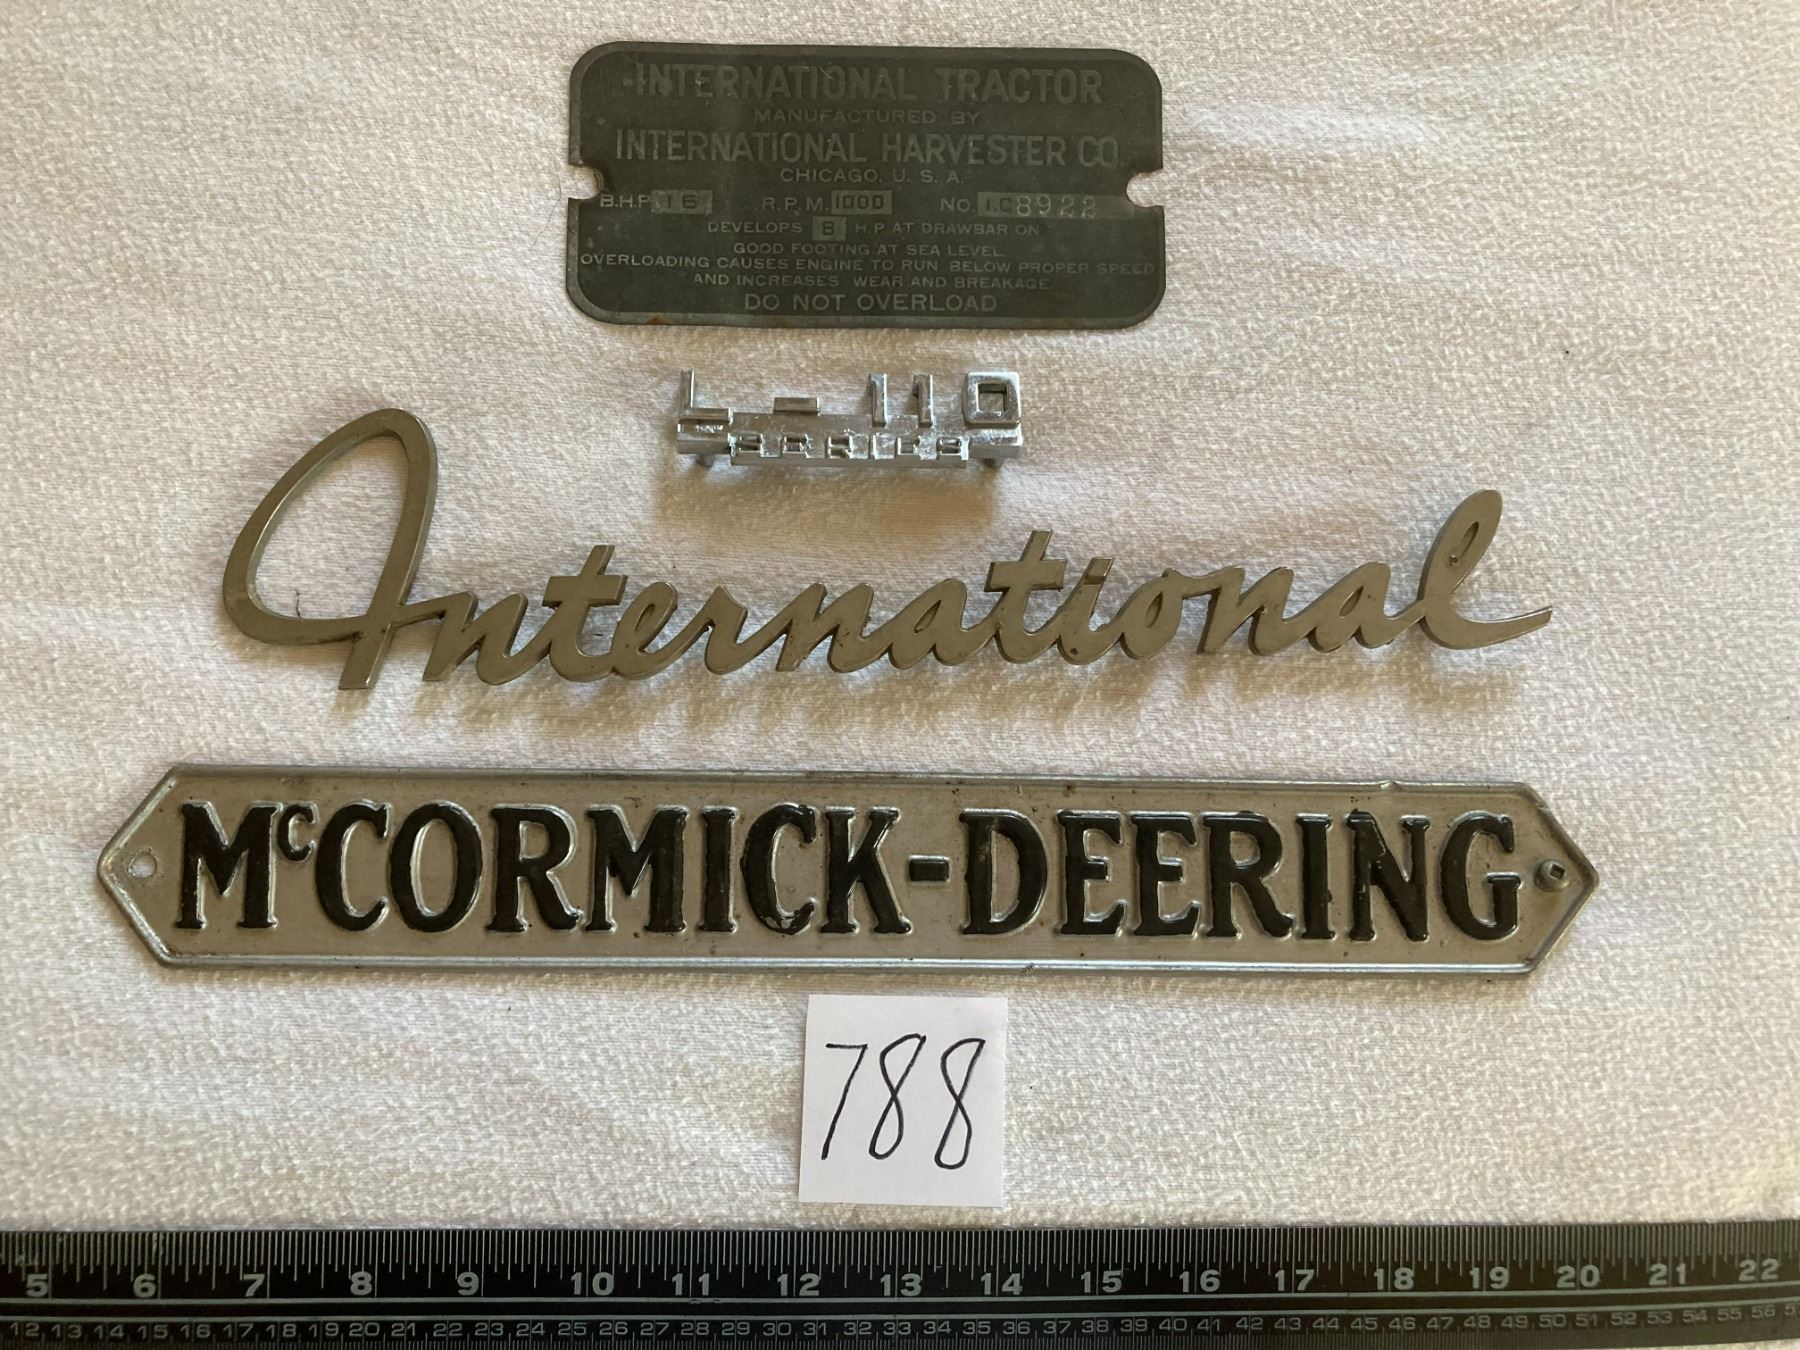 INTERNATIONAL TRACTOR
MANUFACTURED BY
INTERNATIONAL HARVESTER CO.
CHICAGO, U. S. A.
B.H.P. 16 R.P.M. 1000 NO. I.C8922
DEVELOPS 8 H.P AT DRAWBAR ON
GOOD FOOTING AT SEA LEVEL.
OVERLOADING CAUSES ENGINE TO RUN BELOW PROPER SPEED
AND INCREASES WEAR AND BREAKAGE.
DO NOT OVERLOAD
L-110
SERIES
International
McCORMICK-DEERING
788
5 6 7 8 9 10 11 12 13 14 15 16 17 18 19 20 21 22
12 13 14 15 16 17 18 19 20 21 22 23 24 25 26 27 28 29 30 31 32 33 34 35 36 37 38 39 40 41 42 43 44 45 46 47 48 49 50 51 52 53 54 55 56